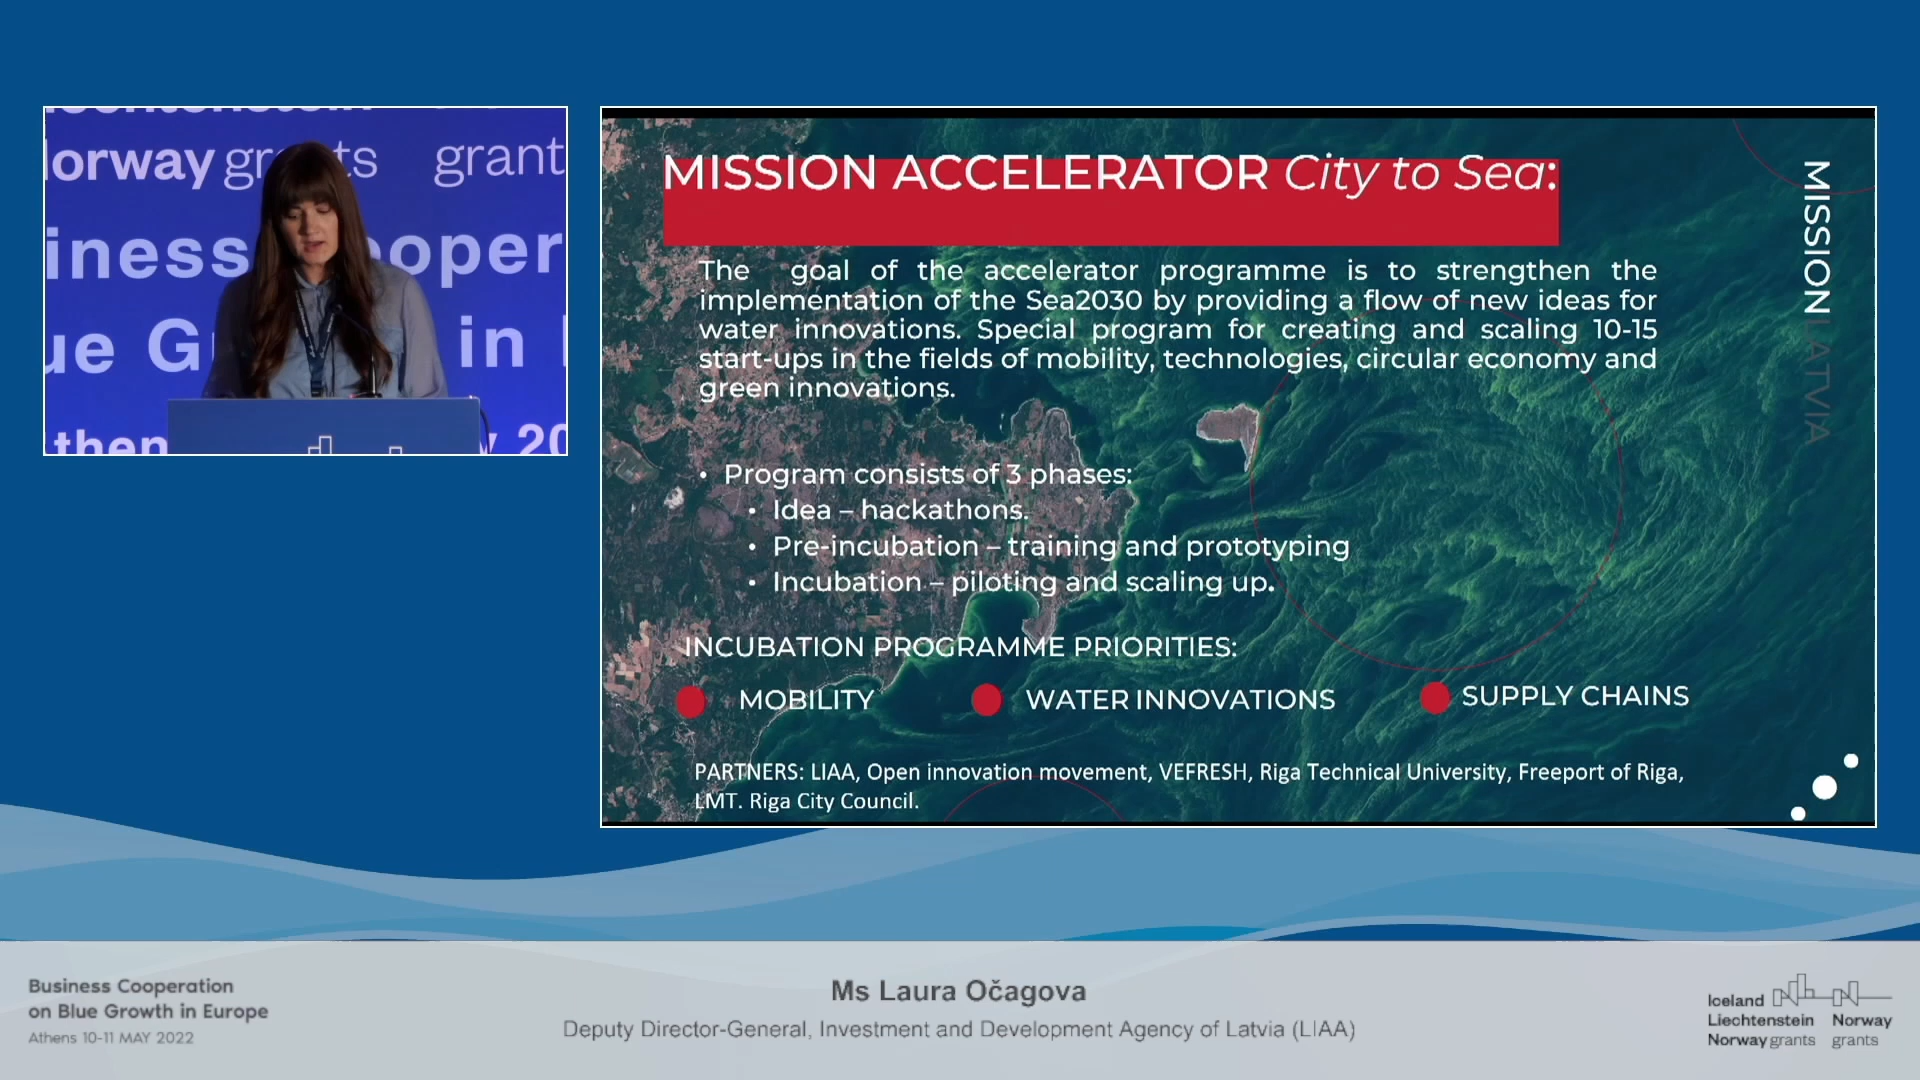 orway grants grant
iness Cooper
ue G in
then y 20
MISSION ACCELERATOR City to Sea:
The goal of the accelerator programme is to strengthen the
implementation of the Sea2030 by providing a flow of new ideas for
water innovations. Special program for creating and scaling 10-15
start-ups in the fields of mobility, technologies, circular economy and
green innovations.
• Program consists of 3 phases:
• Idea – hackathons.
• Pre-incubation – training and prototyping
• Incubation – piloting and scaling up.
INCUBATION PROGRAMME PRIORITIES:
MOBILITY
WATER INNOVATIONS
SUPPLY CHAINS
PARTNERS: LIAA, Open innovation movement, VEFRESH, Riga Technical University, Freeport of Riga,
LMT. Riga City Council.
MISSION LATVIA
Business Cooperation
on Blue Growth in Europe
Athens 10-11 MAY 2022
Ms Laura Očagova
Deputy Director-General, Investment and Development Agency of Latvia (LIAA)
Iceland
Liechtenstein Norway
Norway grants grants